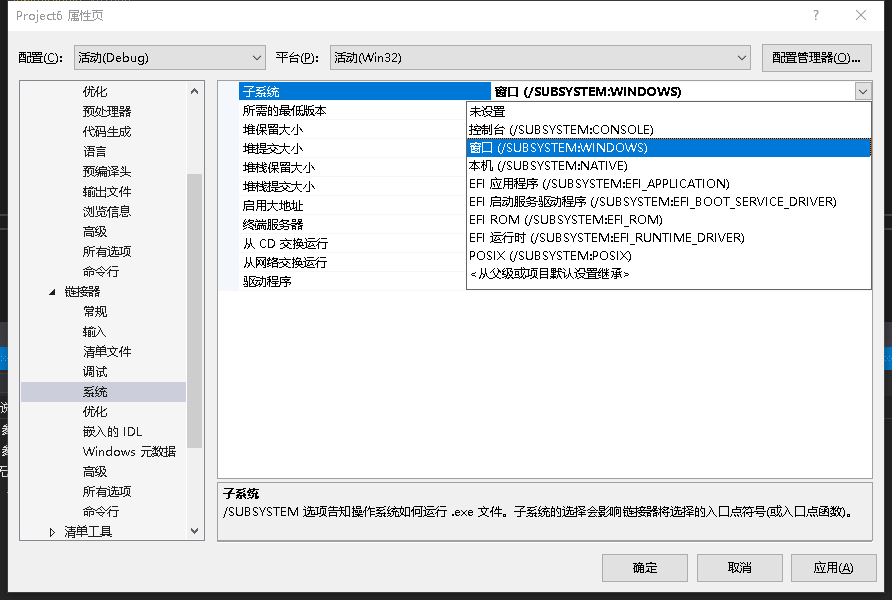 Project6 属性页
配置(C): 活动(Debug) 平台(P): 活动(Win32) 配置管理器(O)...
优化
预处理器
代码生成
语言
预编译头
输出文件
浏览信息
高级
所有选项
命令行
链接器
常规
输入
清单文件
调试
系统
优化
嵌入的 IDL
Windows 元数据
高级
所有选项
命令行
清单工具
子系统 窗口 (/SUBSYSTEM:WINDOWS)
所需的最低版本
堆保留大小
堆提交大小
堆栈保留大小
堆栈提交大小
启用大地址
终端服务器
从 CD 交换运行
从网络交换运行
驱动程序
未设置
控制台 (/SUBSYSTEM:CONSOLE)
窗口 (/SUBSYSTEM:WINDOWS)
本机 (/SUBSYSTEM:NATIVE)
EFI 应用程序 (/SUBSYSTEM:EFI_APPLICATION)
EFI 启动服务驱动程序 (/SUBSYSTEM:EFI_BOOT_SERVICE_DRIVER)
EFI ROM (/SUBSYSTEM:EFI_ROM)
EFI 运行时 (/SUBSYSTEM:EFI_RUNTIME_DRIVER)
POSIX (/SUBSYSTEM:POSIX)
<从父级或项目默认设置继承>
子系统
/SUBSYSTEM 选项告知操作系统如何运行 .exe 文件。子系统的选择会影响链接器将选择的入口点符号(或入口点函数)。
确定 取消 应用(A)